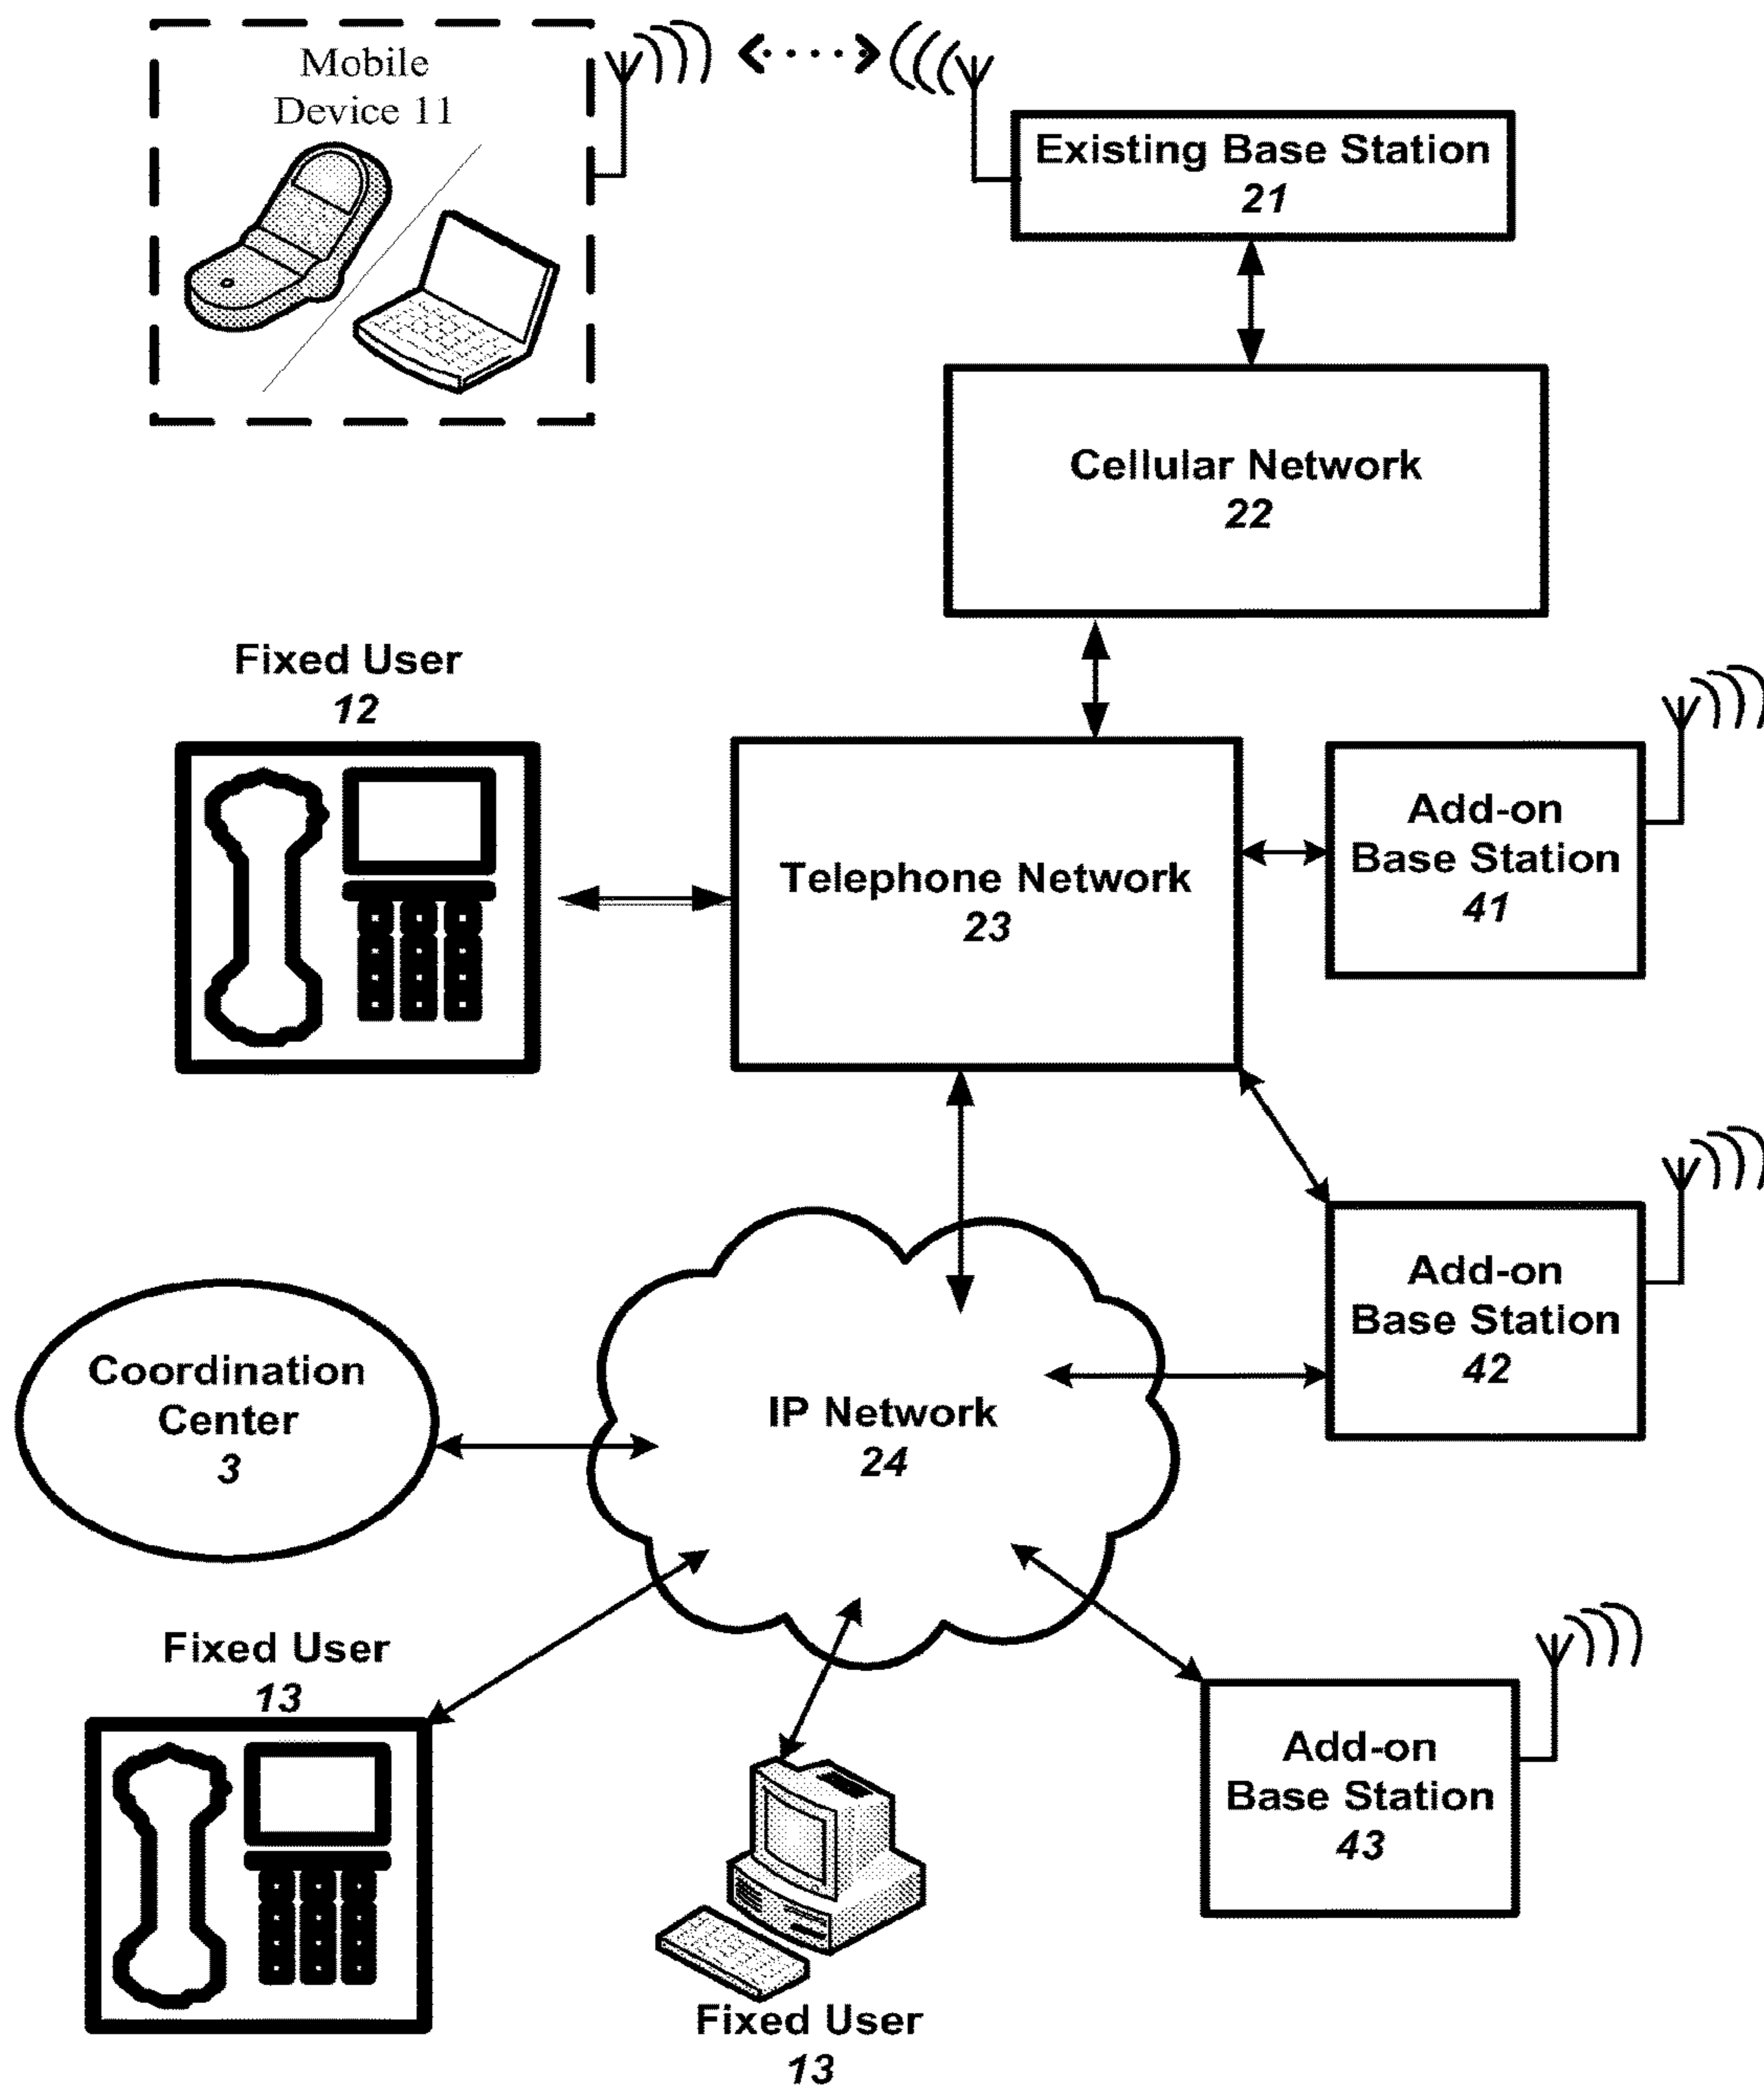 Mobile
Device 11
Existing Base Station
21
Cellular Network
22
Fixed User
12
Telephone Network
23
Add-on
Base Station
41
Add-on
Base Station
42
Coordination
Center
3
IP Network
24
Fixed User
13
Add-on
Base Station
43
Fixed User
13